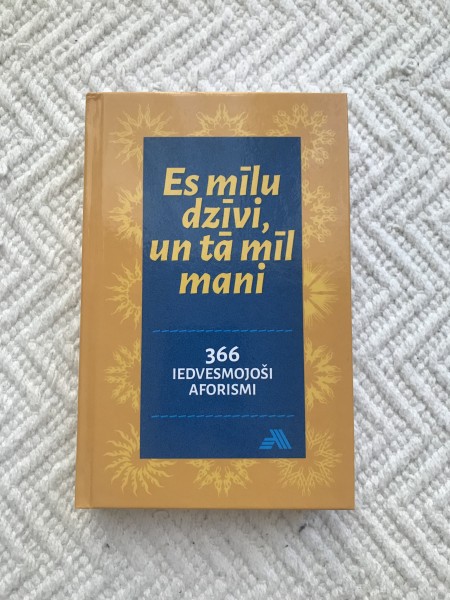 Es mīlu
dzīvi,
un tā mīl
mani
366
IEDVESMOJOŠI
AFORISMI